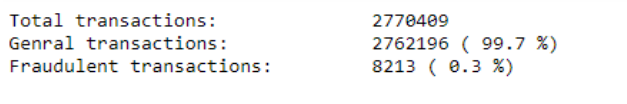 Total transactions: 2770409
Genral transactions: 2762196 ( 99.7 %)
Fraudulent transactions: 8213 ( 0.3 %)